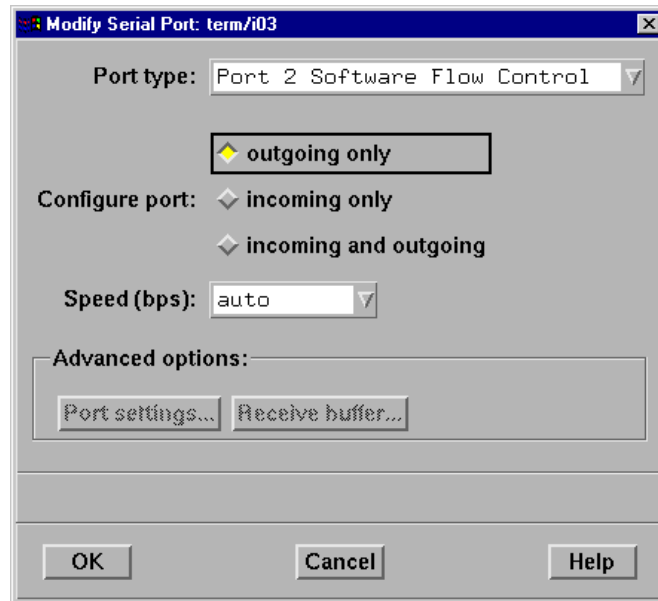 Modify Serial Port: term/i03
Port type: Port 2 Software Flow Control
outgoing only
Configure port: incoming only
incoming and outgoing
Speed (bps): auto
Advanced options:
Port settings... Receive buffer...
OK Cancel Help